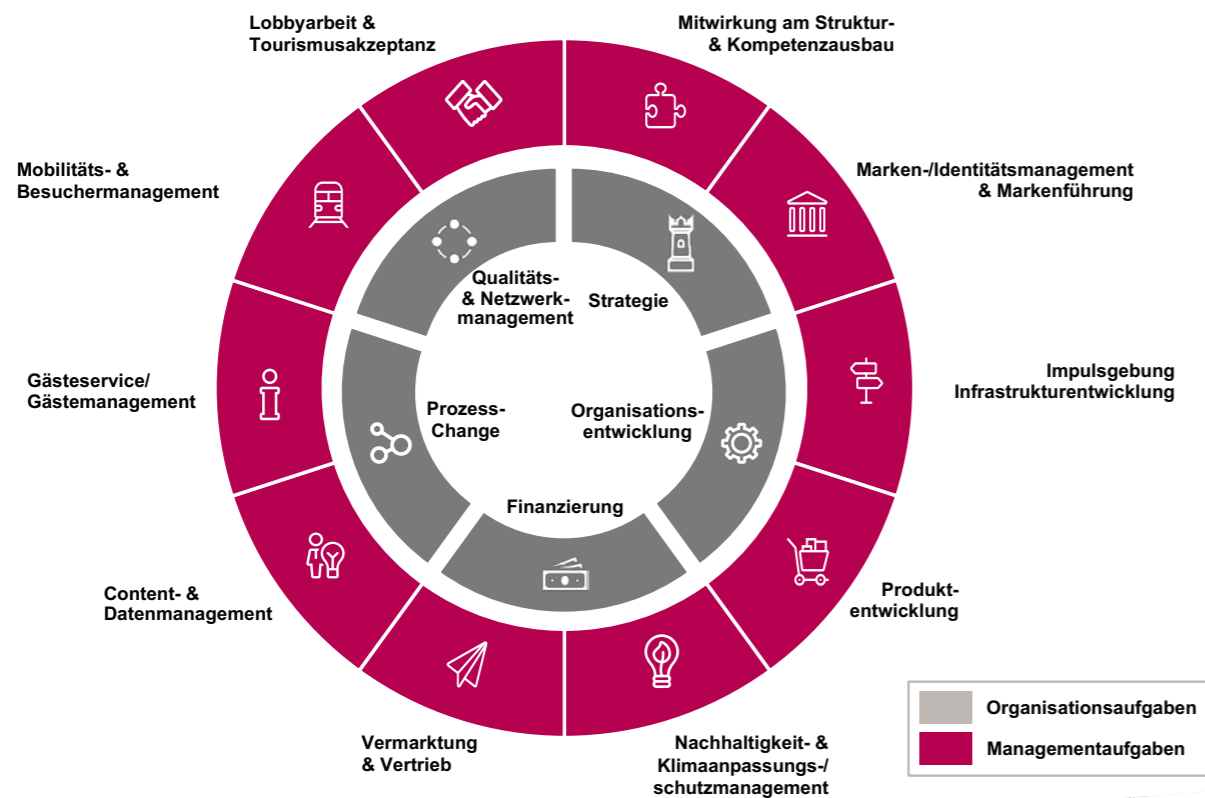 Lobbyarbeit &
Tourismusakzeptanz
Mitwirkung am Struktur-
& Kompetenzausbau
Mobilitäts- &
Besuchermanagement
Marken-/Identitätsmanagement
& Markenführung
Qualitäts-
& Netzwerk-
management
Strategie
Gästeservice/
Gästemanagement
Impulsgebung
Infrastrukturentwicklung
Prozess-
Change
Organisations-
entwicklung
Finanzierung
Content- &
Datenmanagement
Produkt-
entwicklung
Vermarktung
& Vertrieb
Nachhaltigkeit- &
Klimaanpassungs-/
schutzmanagement
Organisationsaufgaben
Managementaufgaben